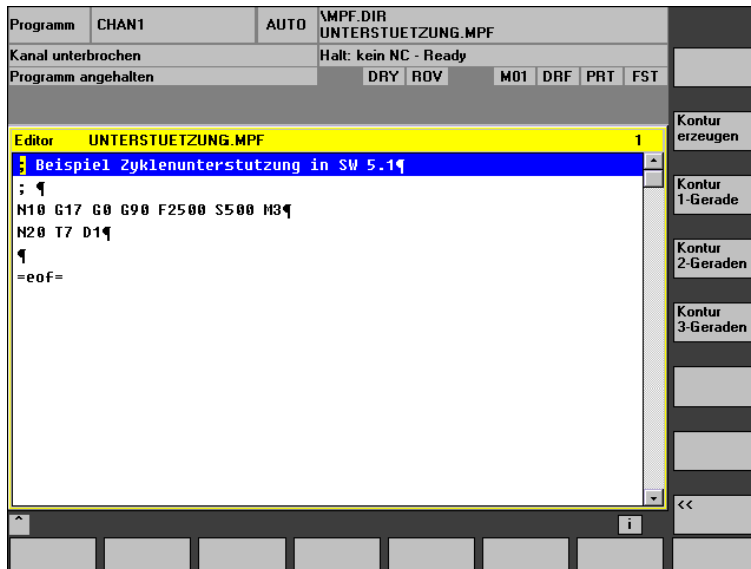 Programm
CHAN1
AUTO
\MPF.DIR
UNTERSTUETZUNG.MPF
Kanal unterbrochen
Halt: kein NC - Ready
Programm angehalten
DRY ROV M01 DRF PRT FST
Editor UNTERSTUETZUNG.MPF 1
; Beispiel Zyklenunterstutzung in SW 5.1¶
; ¶
N10 G17 G0 G90 F2500 S500 M3¶
N20 T7 D1¶
¶
=eof=
Kontur
erzeugen
Kontur
1-Gerade
Kontur
2-Geraden
Kontur
3-Geraden
<<
^
i